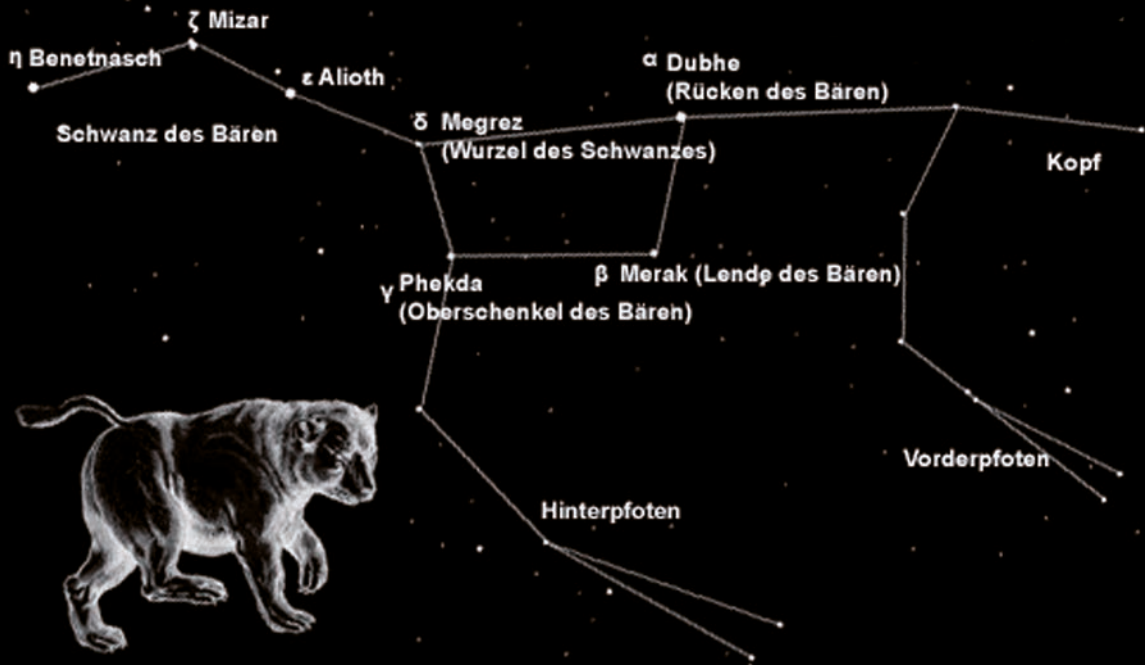 ζ Mizar
η Benetnasch
ε Alioth
α Dubhe
(Rücken des Bären)
Schwanz des Bären
δ Megrez
(Wurzel des Schwanzes)
Kopf
β Merak (Lende des Bären)
γ Phekda
(Oberschenkel des Bären)
Vorderpfoten
Hinterpfoten